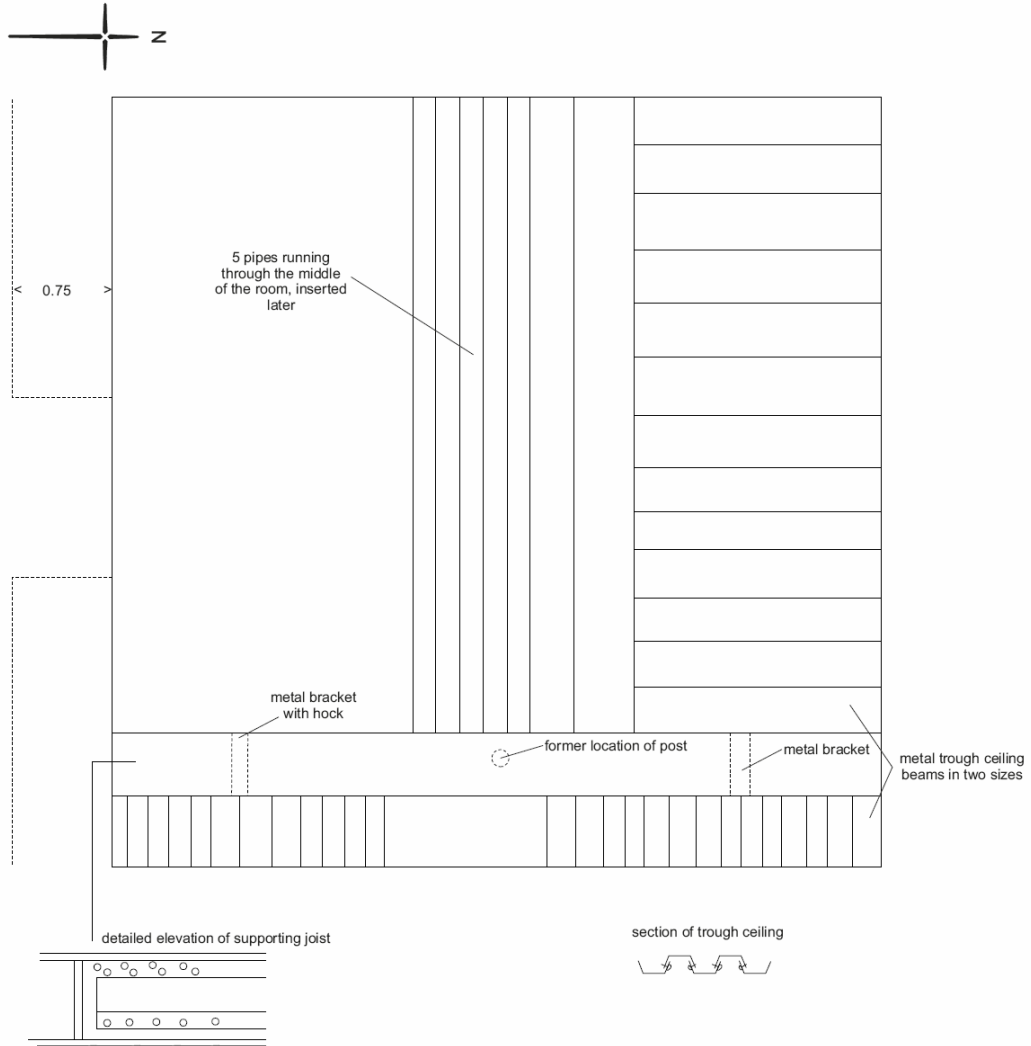 N
5 pipes running
through the middle
of the room, inserted
later
< 0.75 >
metal bracket
with hock
former location of post
metal bracket
metal trough ceiling
beams in two sizes
detailed elevation of supporting joist
section of trough ceiling